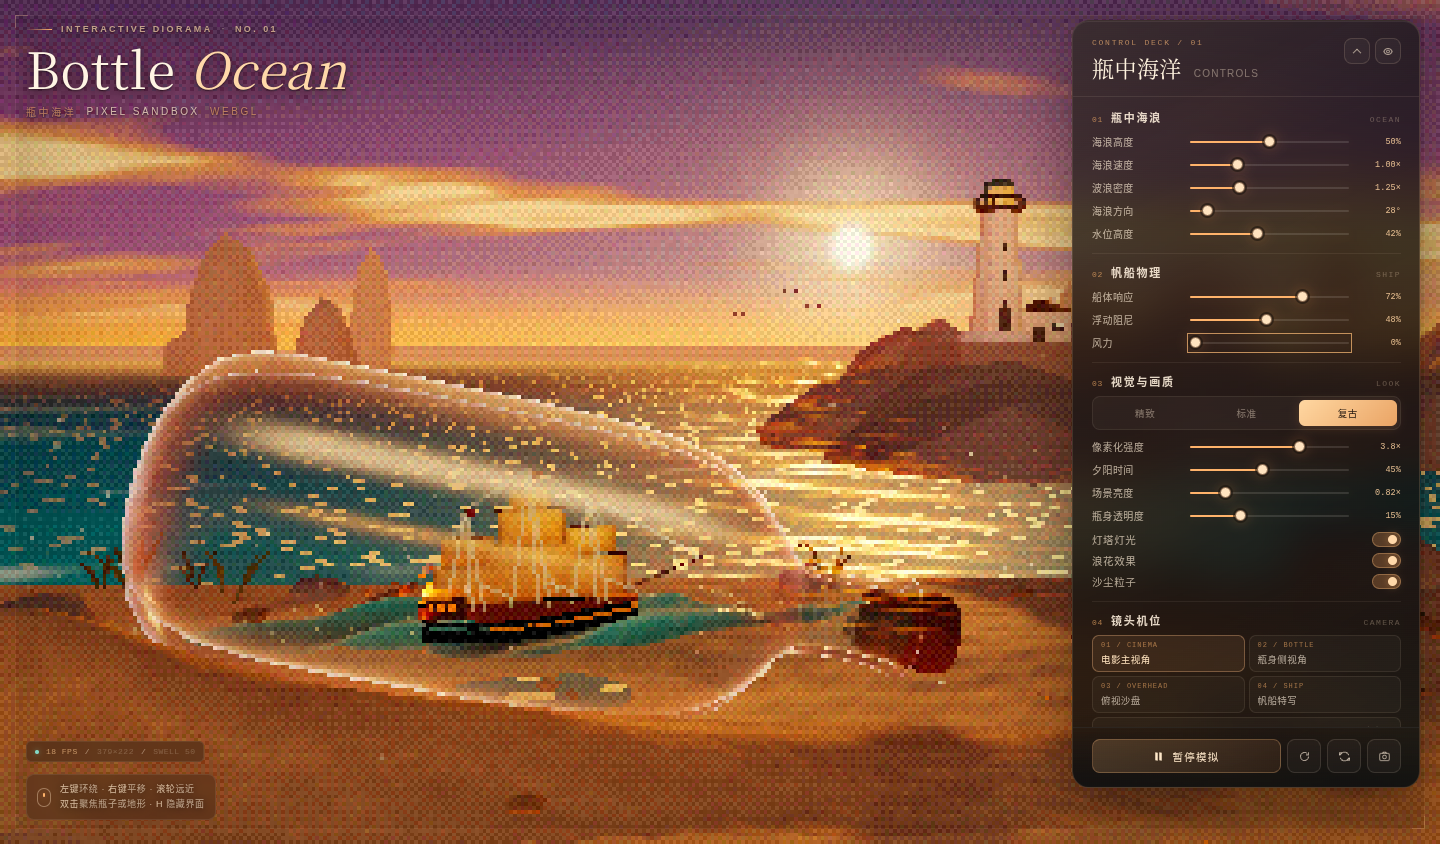 INTERACTIVE DIORAMA · NO. 01
Bottle Ocean
瓶中海洋 PIXEL SANDBOX WEBGL
CONTROL DECK / 01
瓶中海洋 CONTROLS
01 瓶中海浪 OCEAN
海浪高度 50%
海浪速度 1.00×
波浪密度 1.25×
海浪方向 28°
水位高度 42%
02 帆船物理 SHIP
船体响应 72%
浮动阻尼 48%
风力 0%
03 视觉与画质 LOOK
精致 标准 复古
像素化强度 3.8×
夕阳时间 45%
场景亮度 0.82×
瓶身透明度 15%
灯塔灯光
浪花效果
沙尘粒子
04 镜头机位 CAMERA
01 / CINEMA
电影主视角
02 / BOTTLE
瓶身侧视角
03 / OVERHEAD
俯视沙盘
04 / SHIP
帆船特写
暂停模拟
18 FPS / 379×222 / SWELL 50
左键环绕 · 右键平移 · 滚轮远近
双击聚焦瓶子或地形 · H 隐藏界面